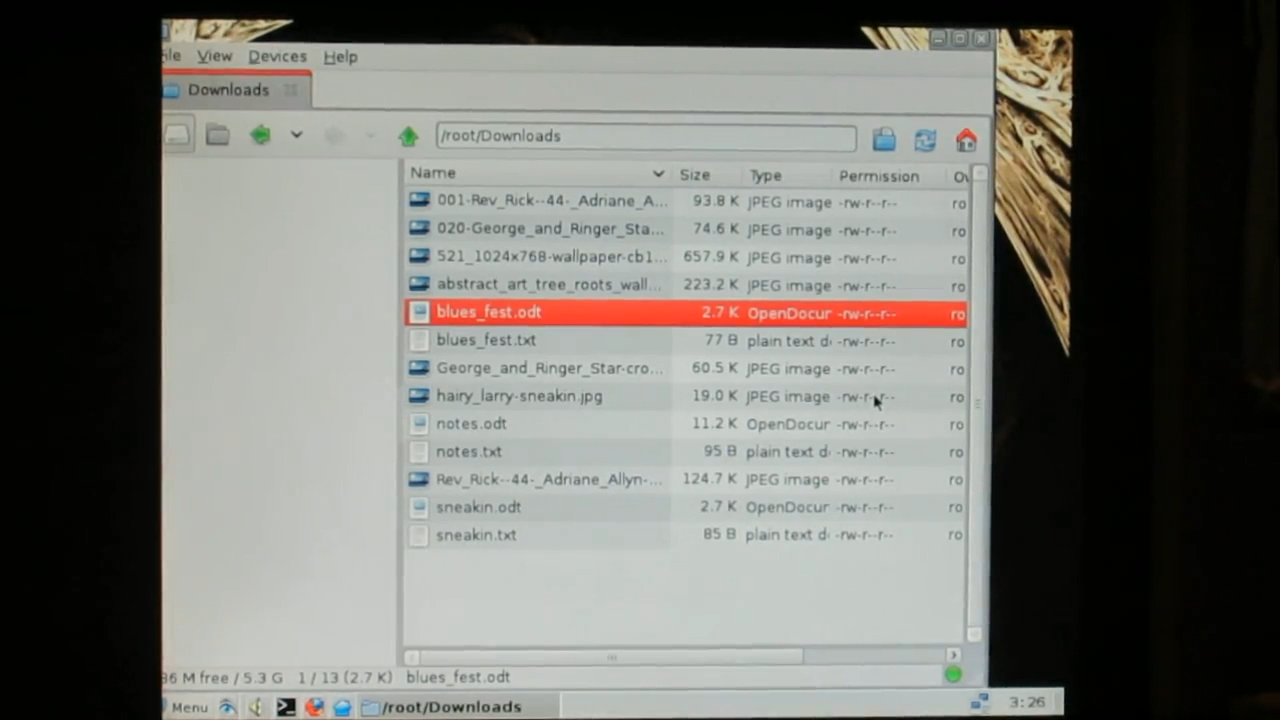 ile View Devices Help
Downloads
/root/Downloads
Name Size Type Permission Ov
001-Rev_Rick--44-_Adriane_A... 93.8 K JPEG image -rw-r--r-- ro
020-George_and_Ringer_Sta... 74.6 K JPEG image -rw-r--r-- ro
521_1024x768-wallpaper-cb1... 657.9 K JPEG image -rw-r--r-- ro
abstract_art_tree_roots_wall... 223.2 K JPEG image -rw-r--r-- ro
blues_fest.odt 2.7 K OpenDocur -rw-r--r-- ro
blues_fest.txt 77 B plain text d -rw-r--r-- ro
George_and_Ringer_Star-cro... 60.5 K JPEG image -rw-r--r-- ro
hairy_larry-sneakin.jpg 19.0 K JPEG image -rw-r--r-- ro
notes.odt 11.2 K OpenDocur -rw-r--r-- ro
notes.txt 95 B plain text d -rw-r--r-- ro
Rev_Rick--44-_Adriane_Allyn-... 124.7 K JPEG image -rw-r--r-- ro
sneakin.odt 2.7 K OpenDocur -rw-r--r-- ro
sneakin.txt 85 B plain text d -rw-r--r-- ro
36 M free / 5.3 G 1 / 13 (2.7 K) blues_fest.odt
Menu /root/Downloads 3:26